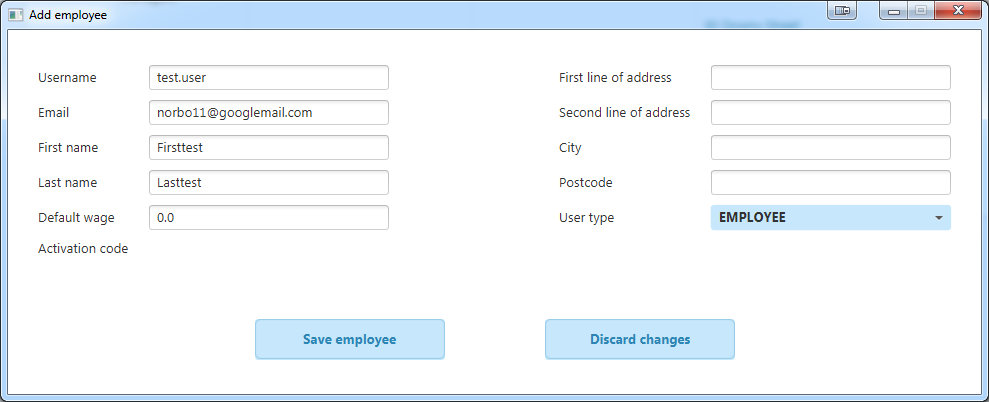 Add employee
Username test.user
Email norbo11@googlemail.com
First name Firsttest
Last name Lasttest
Default wage 0.0
Activation code
First line of address
Second line of address
City
Postcode
User type EMPLOYEE
Save employee Discard changes